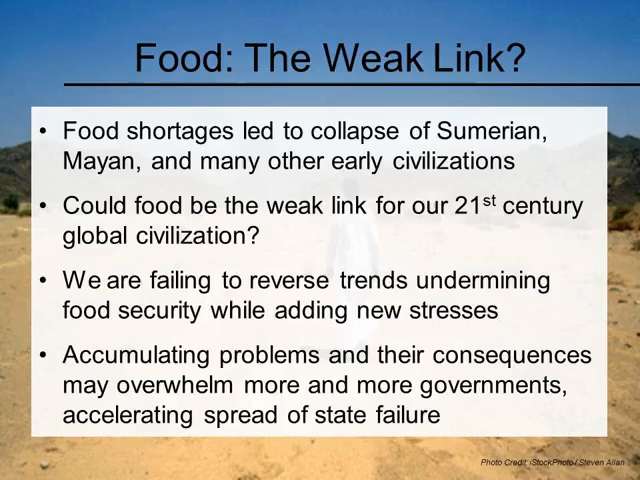 Food: The Weak Link?
• Food shortages led to collapse of Sumerian,
Mayan, and many other early civilizations
• Could food be the weak link for our 21st century
global civilization?
• We are failing to reverse trends undermining
food security while adding new stresses
• Accumulating problems and their consequences
may overwhelm more and more governments,
accelerating spread of state failure
Photo Credit: iStockPhoto / Steven Allan